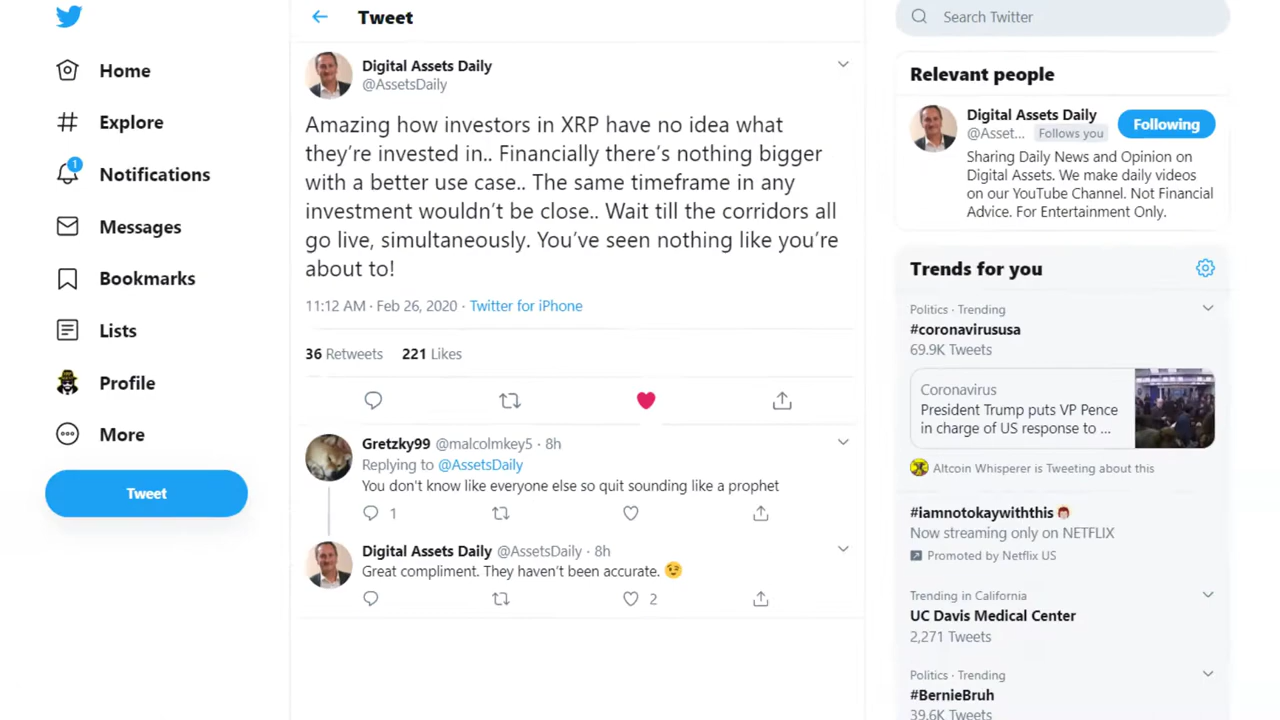 Home
Explore
1
Notifications
Messages
Bookmarks
Lists
Profile
More
Tweet
Tweet
Digital Assets Daily
@AssetsDaily
Amazing how investors in XRP have no idea what
they're invested in.. Financially there's nothing bigger
with a better use case.. The same timeframe in any
investment wouldn't be close.. Wait till the corridors all
go live, simultaneously. You've seen nothing like you're
about to!
11:12 AM · Feb 26, 2020 · Twitter for iPhone
36 Retweets 221 Likes
Gretzky99 @malcolmkey5 · 8h
Replying to @AssetsDaily
You don't know like everyone else so quit sounding like a prophet
1
Digital Assets Daily @AssetsDaily · 8h
Great compliment. They haven't been accurate. 😉
2
Search Twitter
Relevant people
Digital Assets Daily
@Asset... Follows you
Following
Sharing Daily News and Opinion on
Digital Assets. We make daily videos
on our YouTube Channel. Not Financial
Advice. For Entertainment Only.
Trends for you
Politics · Trending
#coronavirususa
69.9K Tweets
Coronavirus
President Trump puts VP Pence
in charge of US response to ...
Altcoin Whisperer is Tweeting about this
#iamnotokaywiththis
Now streaming only on NETFLIX
Promoted by Netflix US
Trending in California
UC Davis Medical Center
2,271 Tweets
Politics · Trending
#BernieBruh
39.6K Tweets